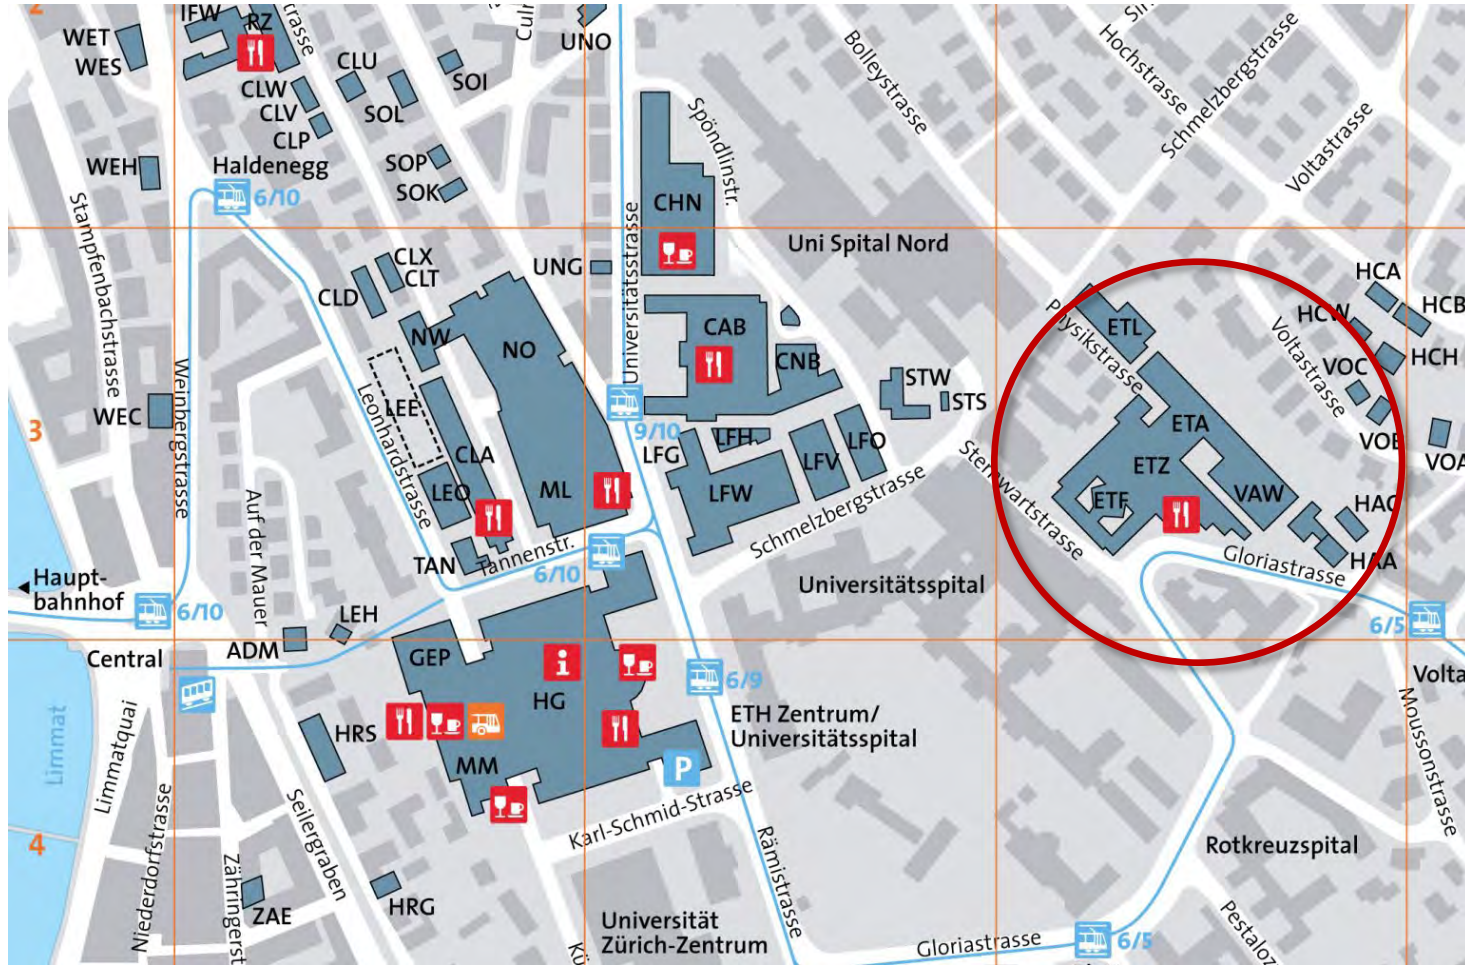 2
IFW
RZ
WET
WES
UNO
CLU
SOI
CLW
SOL
CLV
CLP
Haldenegg
6/10
WEH
SOP
SOK
Stampfenbachstrasse
Weinbergstrasse
Bolleystrasse
Spöndlinstr.
Hochstrasse
Schmelzbergstrasse
Voltastrasse
CHN
Universitätsstrasse
Uni Spital Nord
UNG
CLX
CLT
CLD
NW
NO
CAB
CNB
STW
STS
LEE
Leonhardstrasse
CLA
LEO
ML
9/10
LFG
LFH
LFV
LFO
LFW
Schmelzbergstrasse
Sternwartstrasse
Physikstrasse
ETL
ETA
ETZ
ETF
VAW
Voltastrasse
HCA
HCB
HCW
HCH
VOC
VOB
VOA
HAC
HAA
Gloriastrasse
6/5
3
WEC
Auf der Mauer
TAN
Tannenstr.
6/10
Universitätsspital
Haupt-
bahnhof
6/10
LEH
ADM
Central
GEP
HG
6/9
ETH Zentrum/
Universitätsspital
HRS
MM
P
Limmat
Limmatquai
Niederdorfstrasse
Zähringerst
Seilergraben
Karl-Schmid-Strasse
Rämistrasse
Volta
Moussonstrasse
Rotkreuzspital
4
ZAE
HRG
Universität
Zürich-Zentrum
Gloriastrasse
6/5
Pestaloz